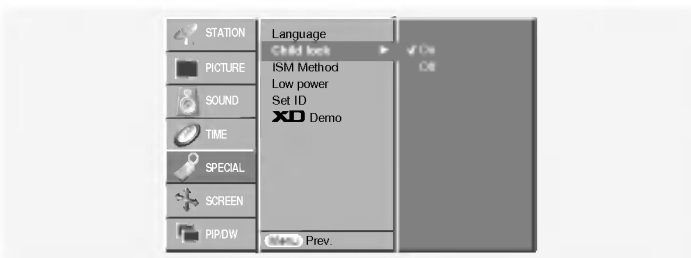 STATION
PICTURE
SOUND
TIME
SPECIAL
SCREEN
PIP/DW
Language
Child lock
ISM Method
Low power
Set ID
XD Demo
Menu Prev.
On
Off